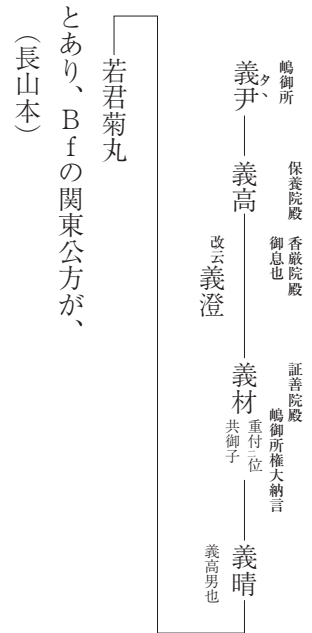 嶋御所
義尹
タヽ
保養院殿
義高
香厳院殿
御息也
改云
義澄
証善院殿
嶋御所権大納言
義材
重付ニ位
共御子
義晴
義高男也
若君菊丸
とあり、Bfの関東公方が、
（長山本）